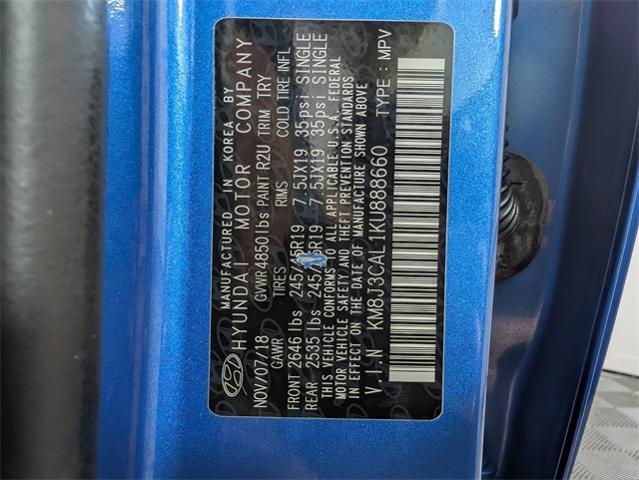 MANUFACTURED IN KOREA BY
HYUNDAI MOTOR COMPANY
NOV/07/18 GVWR 4850lbs PAINT R2U TRIM TRY
GAWR TIRES RIMS COLD TIRE INFL
FRONT 2646 lbs 245/45R19 7.5JX19 35psi SINGLE
REAR 2535 lbs 245/45R19 7.5JX19 35psi SINGLE
THIS VEHICLE CONFORMS TO ALL APPLICABLE U.S.A. FEDERAL
MOTOR VEHICLE SAFETY AND THEFT PREVENTION STANDARDS
IN EFFECT ON THE DATE OF MANUFACTURE SHOWN ABOVE
V.I.N KM8J3CAL1KU888660 TYPE : MPV